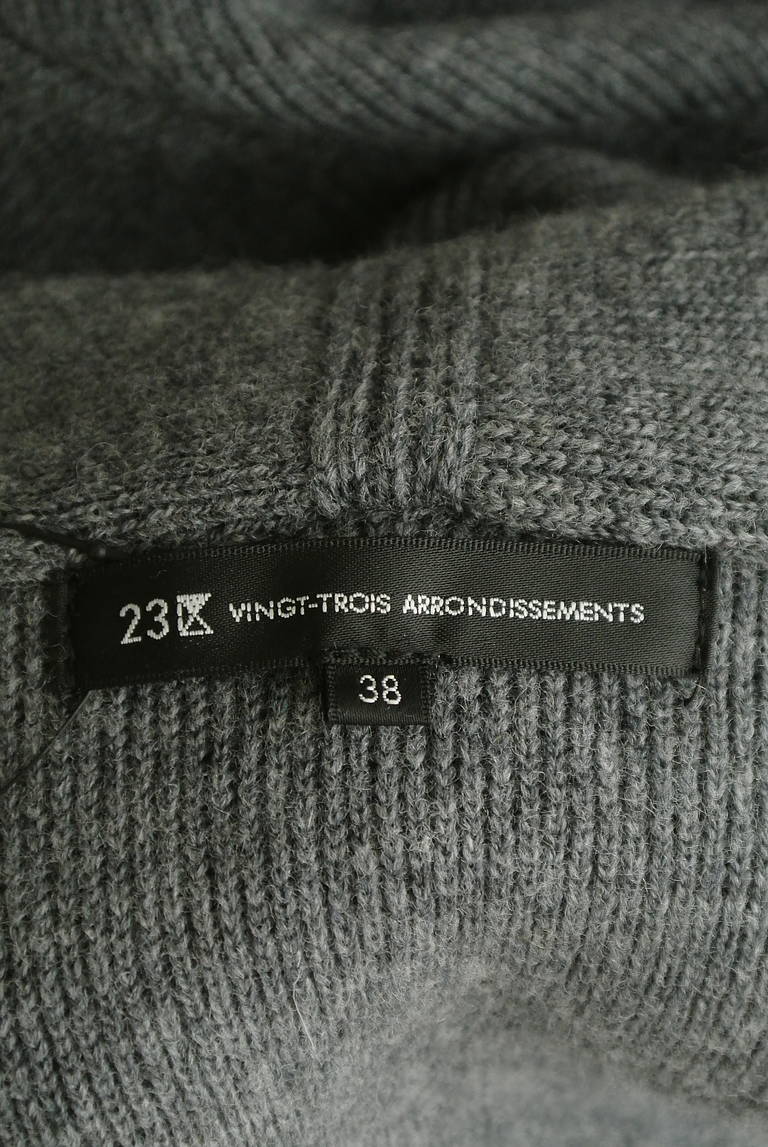 23区 VINGT-TROIS ARRONDISSEMENTS
38